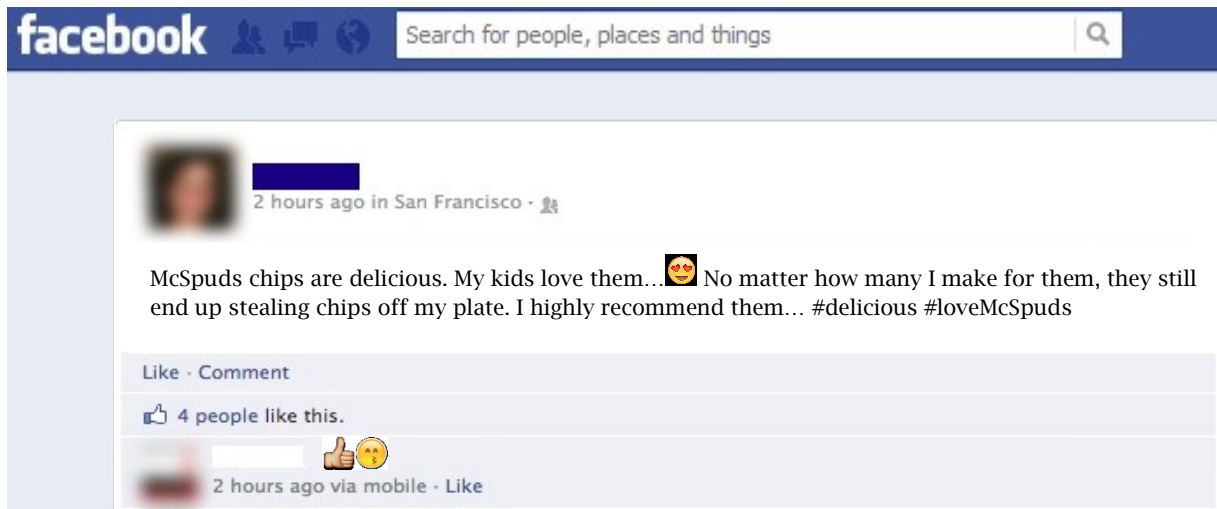 facebook Search for people, places and things
2 hours ago in San Francisco ·
McSpuds chips are delicious. My kids love them... No matter how many I make for them, they still
end up stealing chips off my plate. I highly recommend them... #delicious #loveMcSpuds
Like · Comment
4 people like this.
2 hours ago via mobile · Like